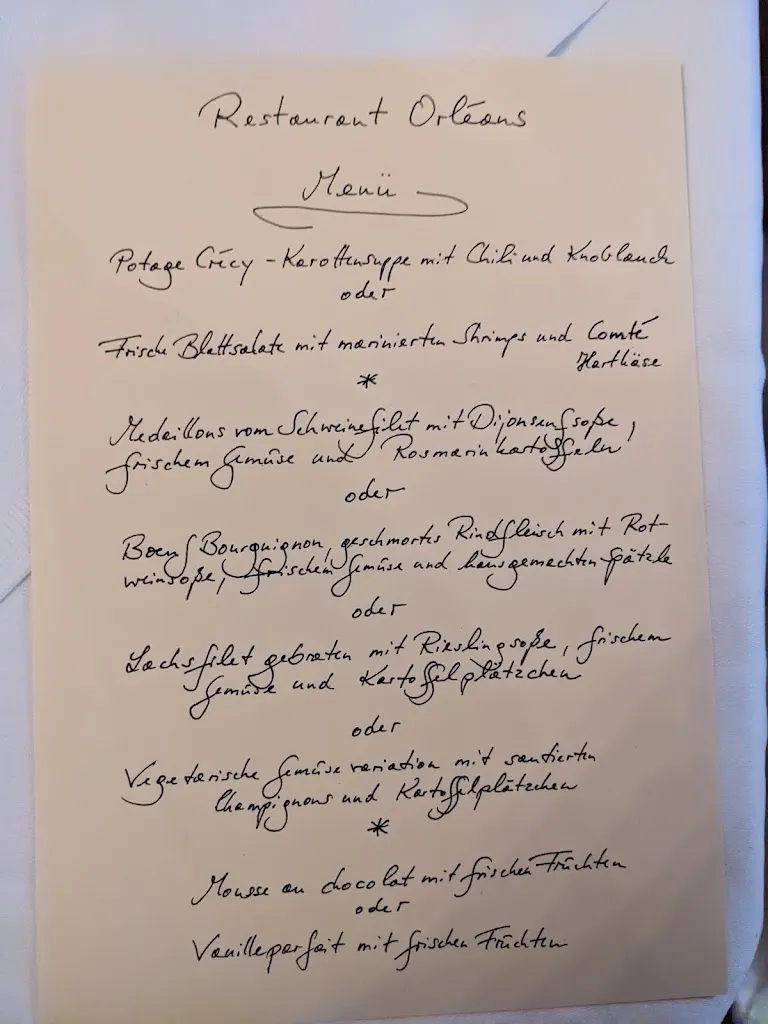 Restaurant Orléans
Menü
Potage Crécy - Karottensuppe mit Chili und Knoblauch
oder
Frische Blattsalate mit marinierten Shrimps und Comté
Hartkäse
*
Medaillons vom Schweinefilet mit Dijonsenfsoße,
frischem Gemüse und Rosmarinkartoffeln
oder
Boeuf Bourguignon, geschmortes Rindfleisch mit Rot-
weinsoße, frischem Gemüse und hausgemachten Spätzle
oder
Lachsfilet gebraten mit Rieslingsoße, frischem
Gemüse und Kartoffelplätzchen
oder
Vegetarische Gemüsevariation mit sautierten
Champignons und Kartoffelplätzchen
*
Mousse au chocolat mit frischen Früchten
oder
Vanilleparfait mit frischen Früchten